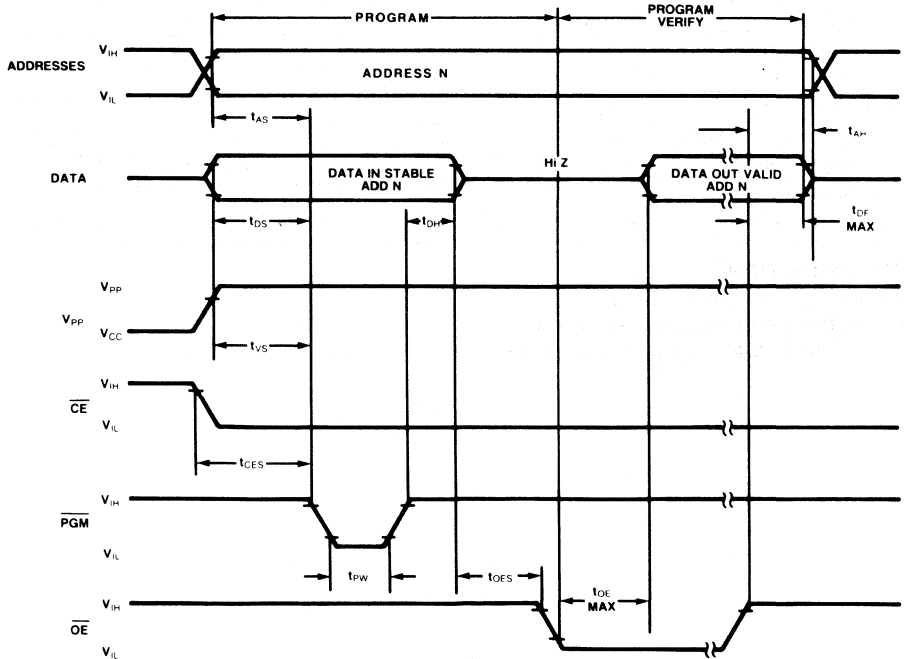 PROGRAM
PROGRAM
VERIFY
ADDRESSES
VIH
VIL
ADDRESS N
tAS
tAH
DATA
DATA IN STABLE
ADD N
Hi Z
DATA OUT VALID
ADD N
tDS
tDH
tDF
MAX
VPP
VPP
VCC
tVS
CE
VIH
VIL
tCES
PGM
VIH
VIL
tPW
tOES
tOE
MAX
OE
VIH
VIL